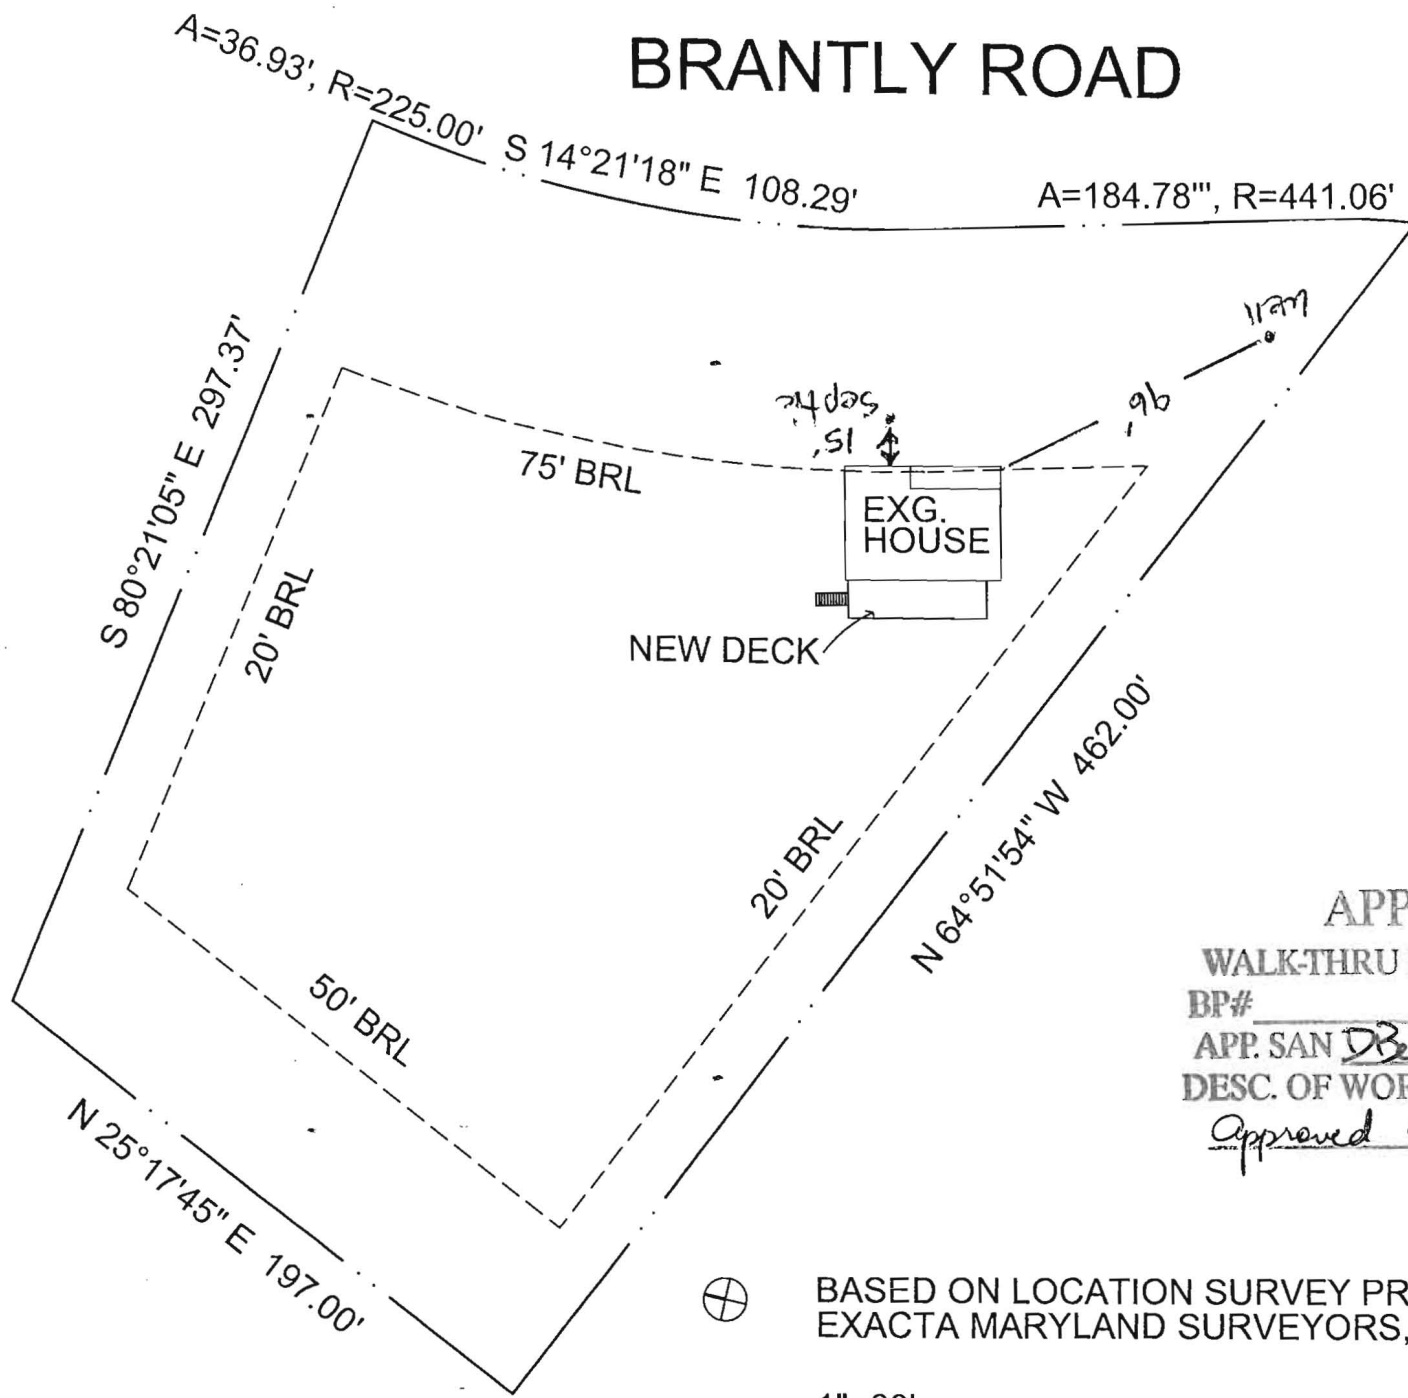 BRANTLY ROAD
A=36.93', R=225.00'
S 14°21'18" E 108.29'
A=184.78''', R=441.06'
Well
96'
Septic
15'
S 80°21'05" E 297.37'
75' BRL
EXG.
HOUSE
20' BRL
NEW DECK
N 64°51'54" W 462.00'
20' BRL
50' BRL
N 25°17'45" E 197.00'
APP
WALK-THRU
BP#
APP. SAN
DESC. OF WOR
Approved
BASED ON LOCATION SURVEY PR
EXACTA MARYLAND SURVEYORS,